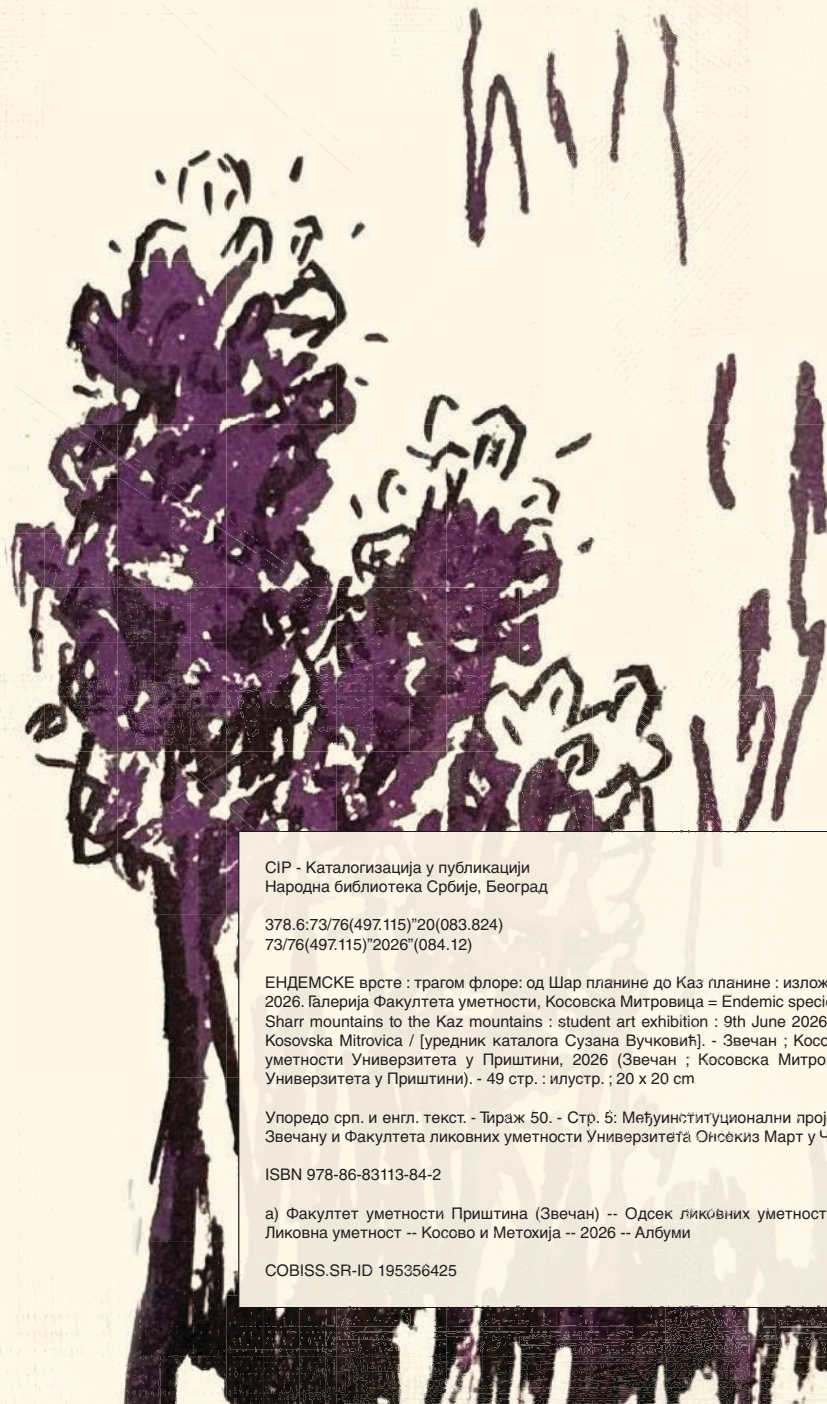 CIP - Каталогизација у публикацији
Народна библиотека Србије, Београд
378.6:73/76(497.115)”20(083.824)
73/76(497.115)”2026”(084.12)
ЕНДЕМСКЕ врсте : трагом флоре: од Шар планине до Каз планине : излож
2026. Галерија Факултета уметности, Косовска Митровица = Endemic specie
Sharr mountains to the Kaz mountains : student art exhibition : 9th June 2026
Kosovska Mitrovica / [уредник каталога Сузана Вучковић]. - Звечан ; Косо
уметности Универзитета у Приштини, 2026 (Звечан ; Косовска Митро
Универзитета у Приштини). - 49 стр. : илустр. ; 20 x 20 cm
Упоредо срп. и енгл. текст. - Тираж 50. - Стр. 5: Међуинституционални прој
Звечану и Факултета ликовних уметности Универзитета Онсекиз Март у Ч
ISBN 978-86-83113-84-2
а) Факултет уметности Приштина (Звечан) -- Одсек ликовних уметност
Ликовна уметност -- Косово и Метохија -- 2026 -- Албуми
COBISS.SR-ID 195356425